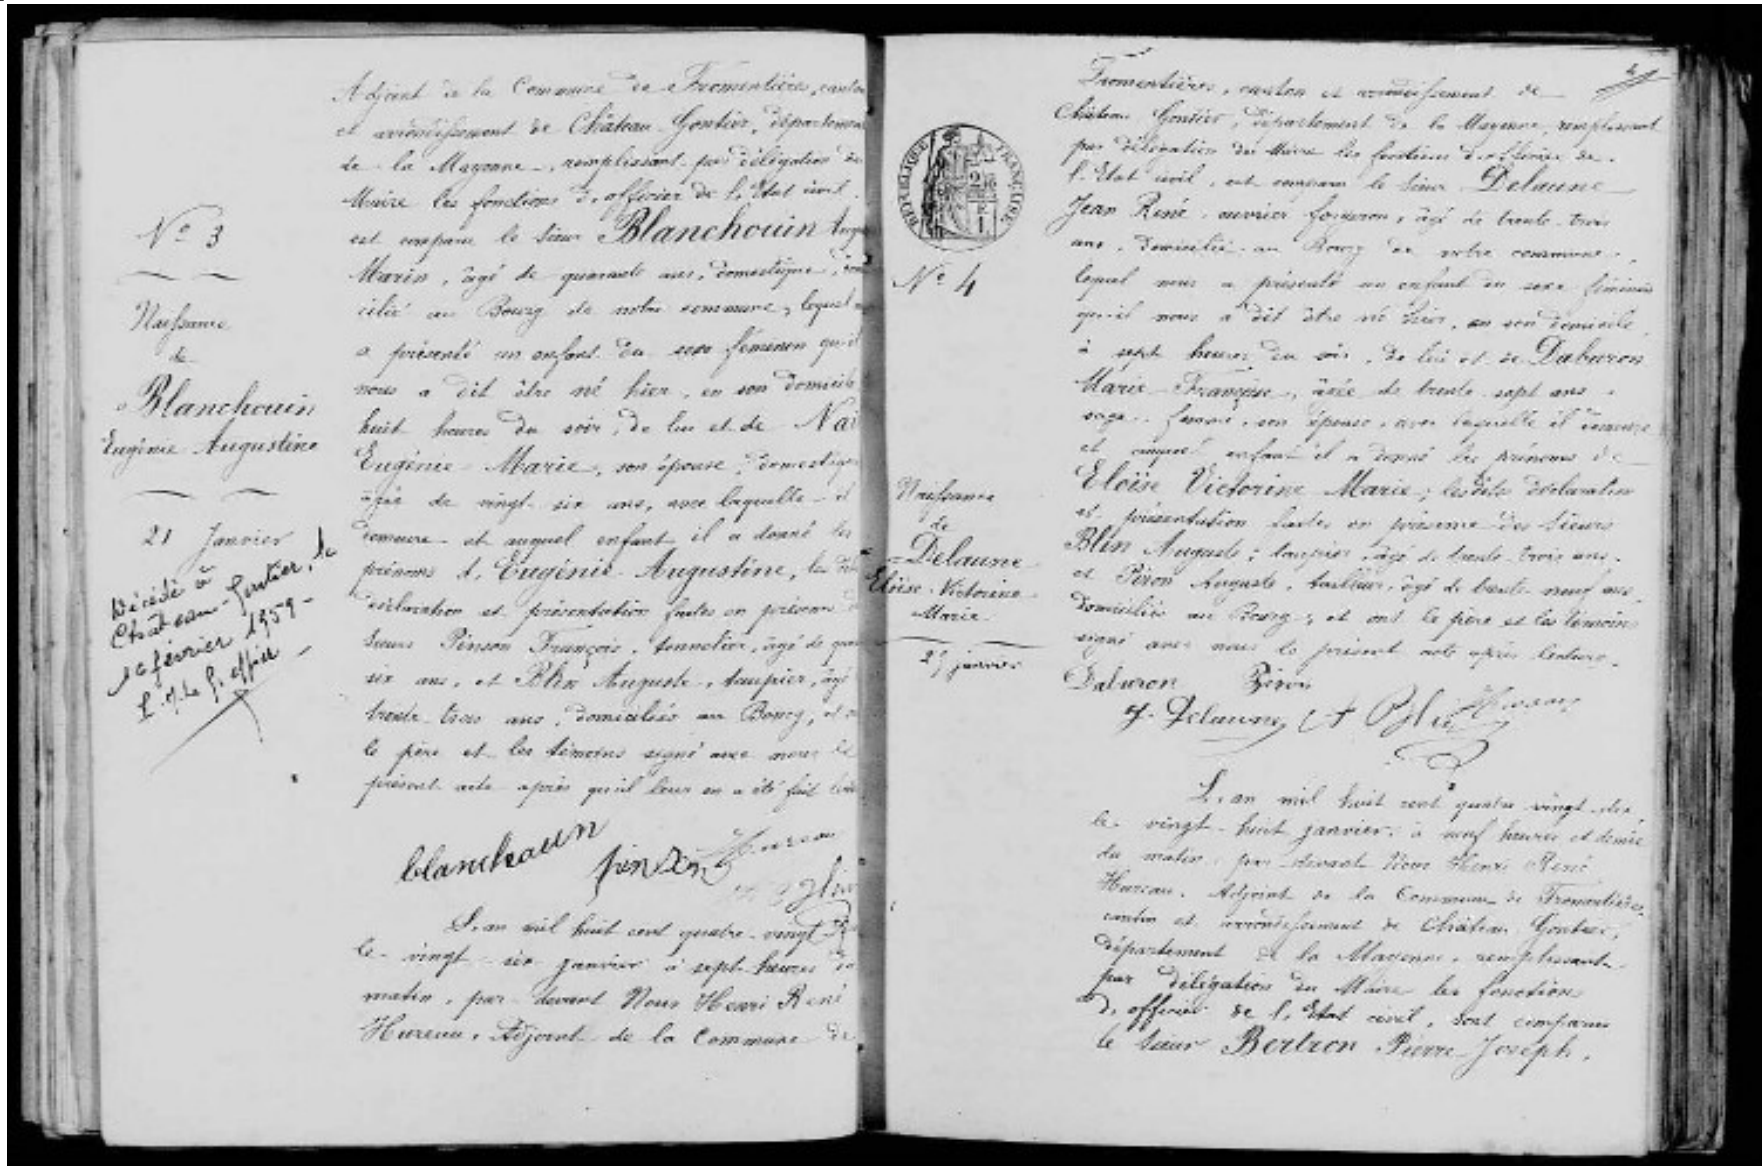 Adjoint de la Commune de Fromentières, canton
et arrondissement de Château-Gontier, département
de la Mayenne, remplissant par délégation du
Maire les fonctions d'officier de l'Etat civil
est comparu le Sieur Blanchouin
Marin, âgé de quarante ans, domestique,
cilié au Bourg de notre commune, lequel
a présenté un enfant du sexe féminin qu'il
nous a dit être né hier, en son domicile
huit heures du soir, de lui et de
Eugénie Marie, son épouse, domestique
âgée de vingt-six ans, avec laquelle il
demeure et auquel enfant il a donné les
prénoms d'Eugénie Augustine, les
déclaration et présentation faites en présence
Sieurs Pinson François, tonnelier, âgé de
six ans, et Blin Auguste, taupier, âgé
trente-trois ans, domiciliés au Bourg, et
le père et les témoins signé avec nous le
présent acte après qu'il leur en a été fait
blanchouin pinson Hureau
Blin
L'an mil huit cent quatre-vingt
le vingt-six janvier à sept heures du
matin, par devant Nous Henri René
Hureau, Adjoint de la Commune de
No 3
Naissance
de
Blanchouin
Eugénie Augustine
21 Janvier
Décédé à
Chateau-Gontier, le
février 1959
4
Fromentières, canton et arrondissement de
Château Gontier, département de la Mayenne, remplissant
par délégation du Maire les fonctions d'officier de
l'Etat civil, est comparu le Sieur Delaune
Jean René, ouvrier forgeron, âgé de trente-trois
ans, domicilié au Bourg de notre commune,
lequel nous a présenté un enfant du sexe féminin
qu'il nous a dit être né hier, en son domicile
à sept heures du soir, de lui et de Daburon
Marie Françoise, âgée de trente-sept ans
sage-femme, son épouse, avec laquelle il demeure
et auquel enfant il a donné les prénoms de
Eloïse Victorine Marie; lesdites déclaration
et présentation faites en présence des Sieurs
Blin Auguste; taupier, âgé de trente-trois ans,
et Piron Auguste, tailleur, âgé de trente-neuf ans,
domiciliés au Bourg, et ont le père et les témoins
signé avec nous le présent acte après lecture.
Daburon Piron
Delaune A Blin Hureau
L'an mil huit cent quatre-vingt-dix,
le vingt-huit janvier, à neuf heures et demie
du matin, par devant Nous Henri René
Hureau, Adjoint de la Commune de Fromentières
canton et arrondissement de Château Gontier,
département de la Mayenne, remplissant
par délégation du Maire les fonctions
d'officier de l'Etat civil, est comparu
le Sieur Bertron Pierre Joseph,
RÉPUBLIQUE FRANÇAISE
No 4
Naissance
de
Delaune
Eloïse Victorine
Marie
janvier